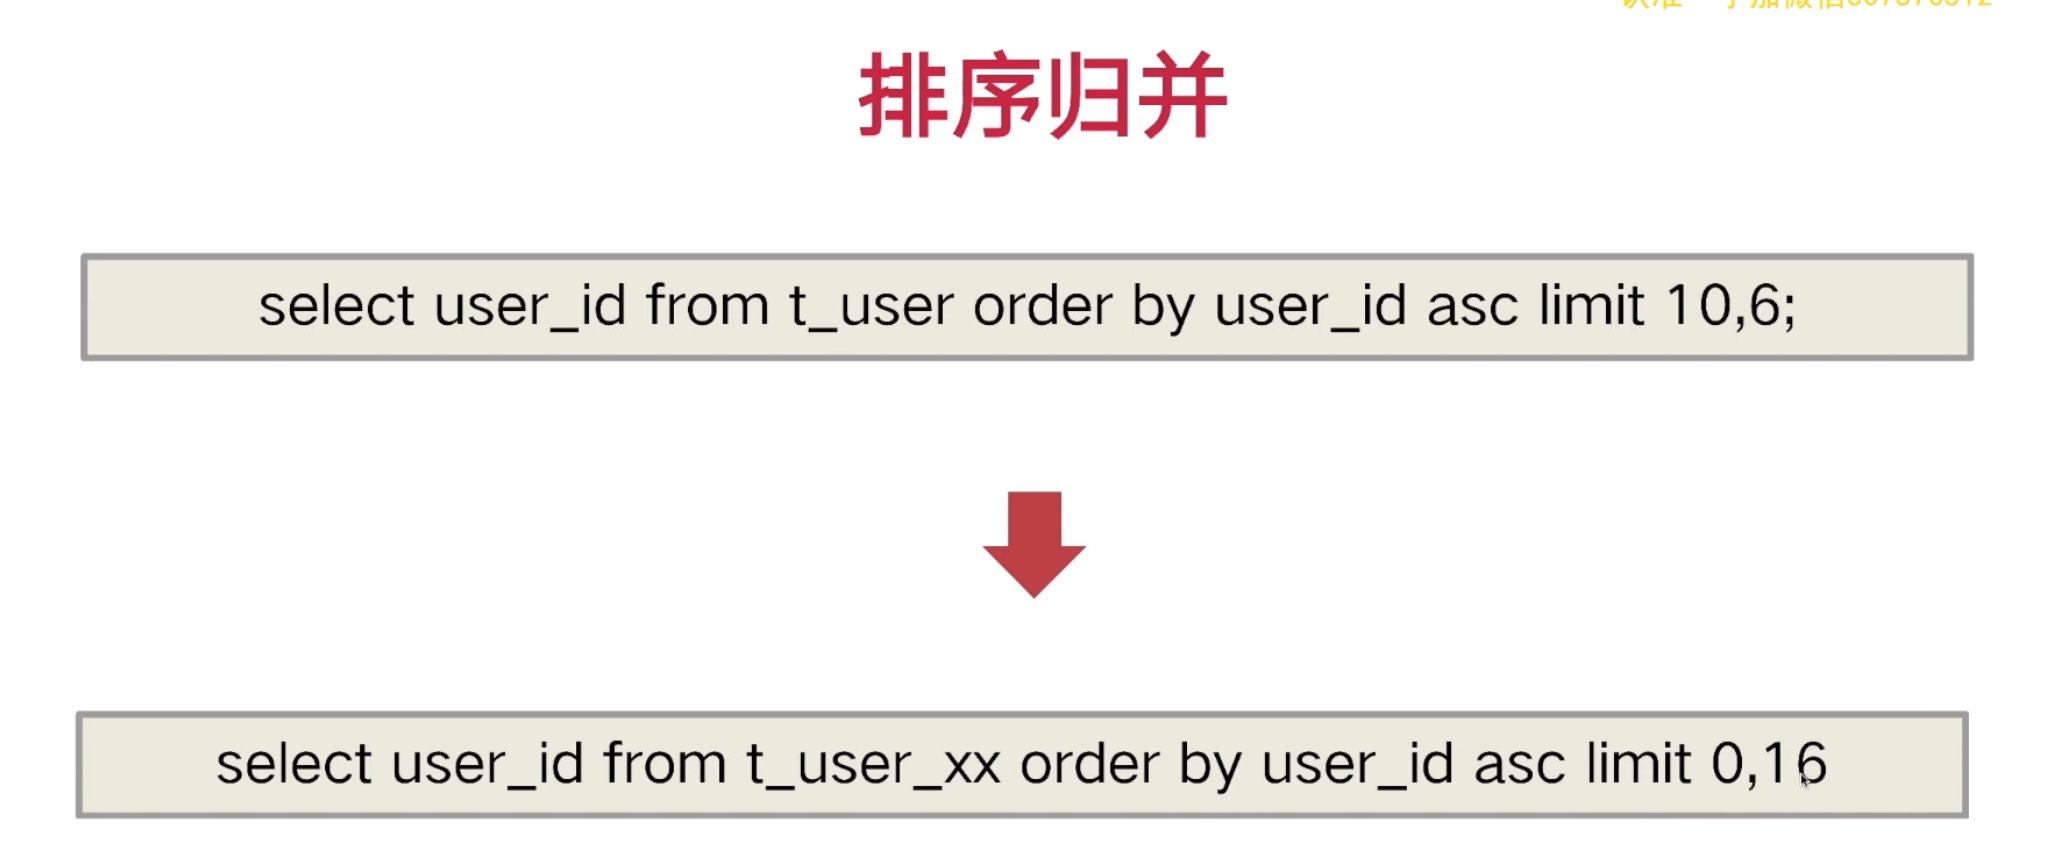 排序归并
select user_id from t_user order by user_id asc limit 10,6;
select user_id from t_user_xx order by user_id asc limit 0,16